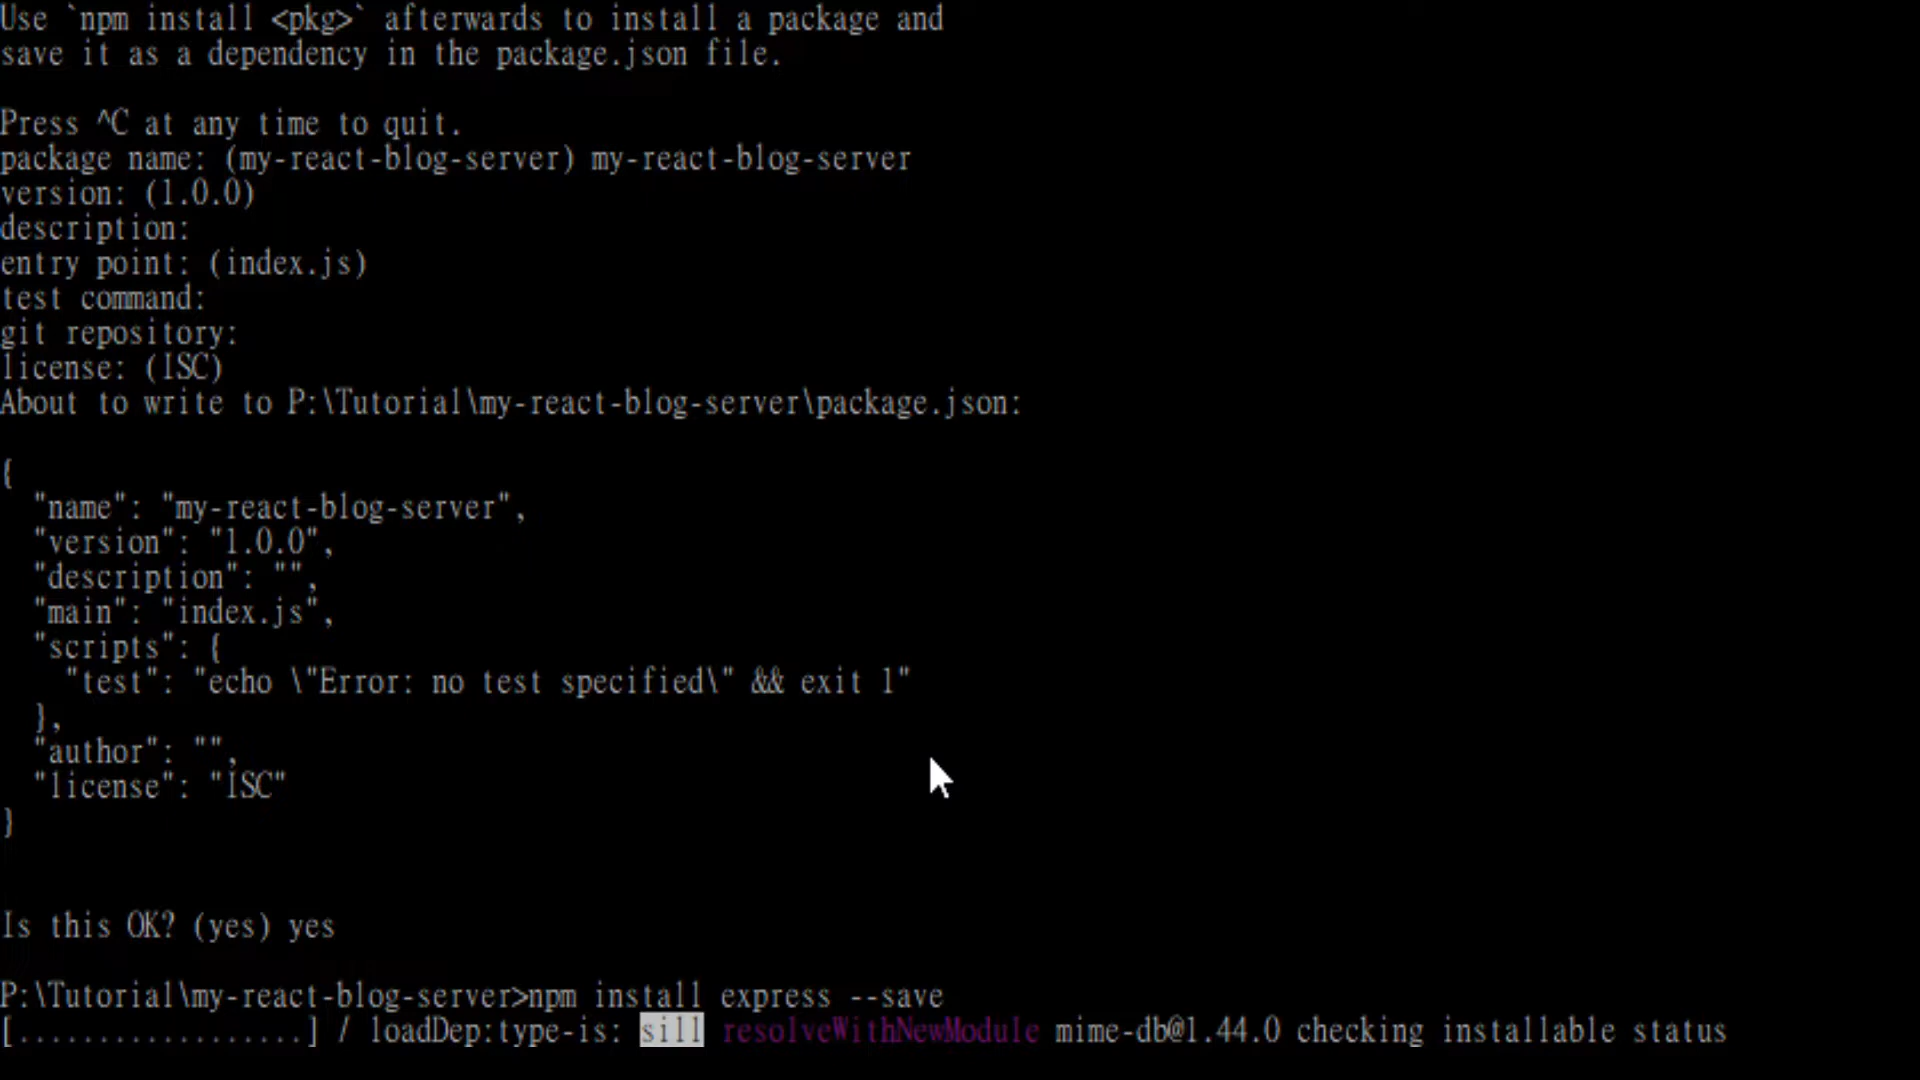 Use `npm install <pkg>` afterwards to install a package and
save it as a dependency in the package.json file.
Press ^C at any time to quit.
package name: (my-react-blog-server) my-react-blog-server
version: (1.0.0)
description:
entry point: (index.js)
test command:
git repository:
license: (ISC)
About to write to P:\Tutorial\my-react-blog-server\package.json:
{
  "name": "my-react-blog-server",
  "version": "1.0.0",
  "description": "",
  "main": "index.js",
  "scripts": {
    "test": "echo \"Error: no test specified\" && exit 1"
  },
  "author": "",
  "license": "ISC"
}
Is this OK? (yes) yes
P:\Tutorial\my-react-blog-server>npm install express --save
[..................] / loadDep:type-is: sill resolveWithNewModule mime-db@1.44.0 checking installable status